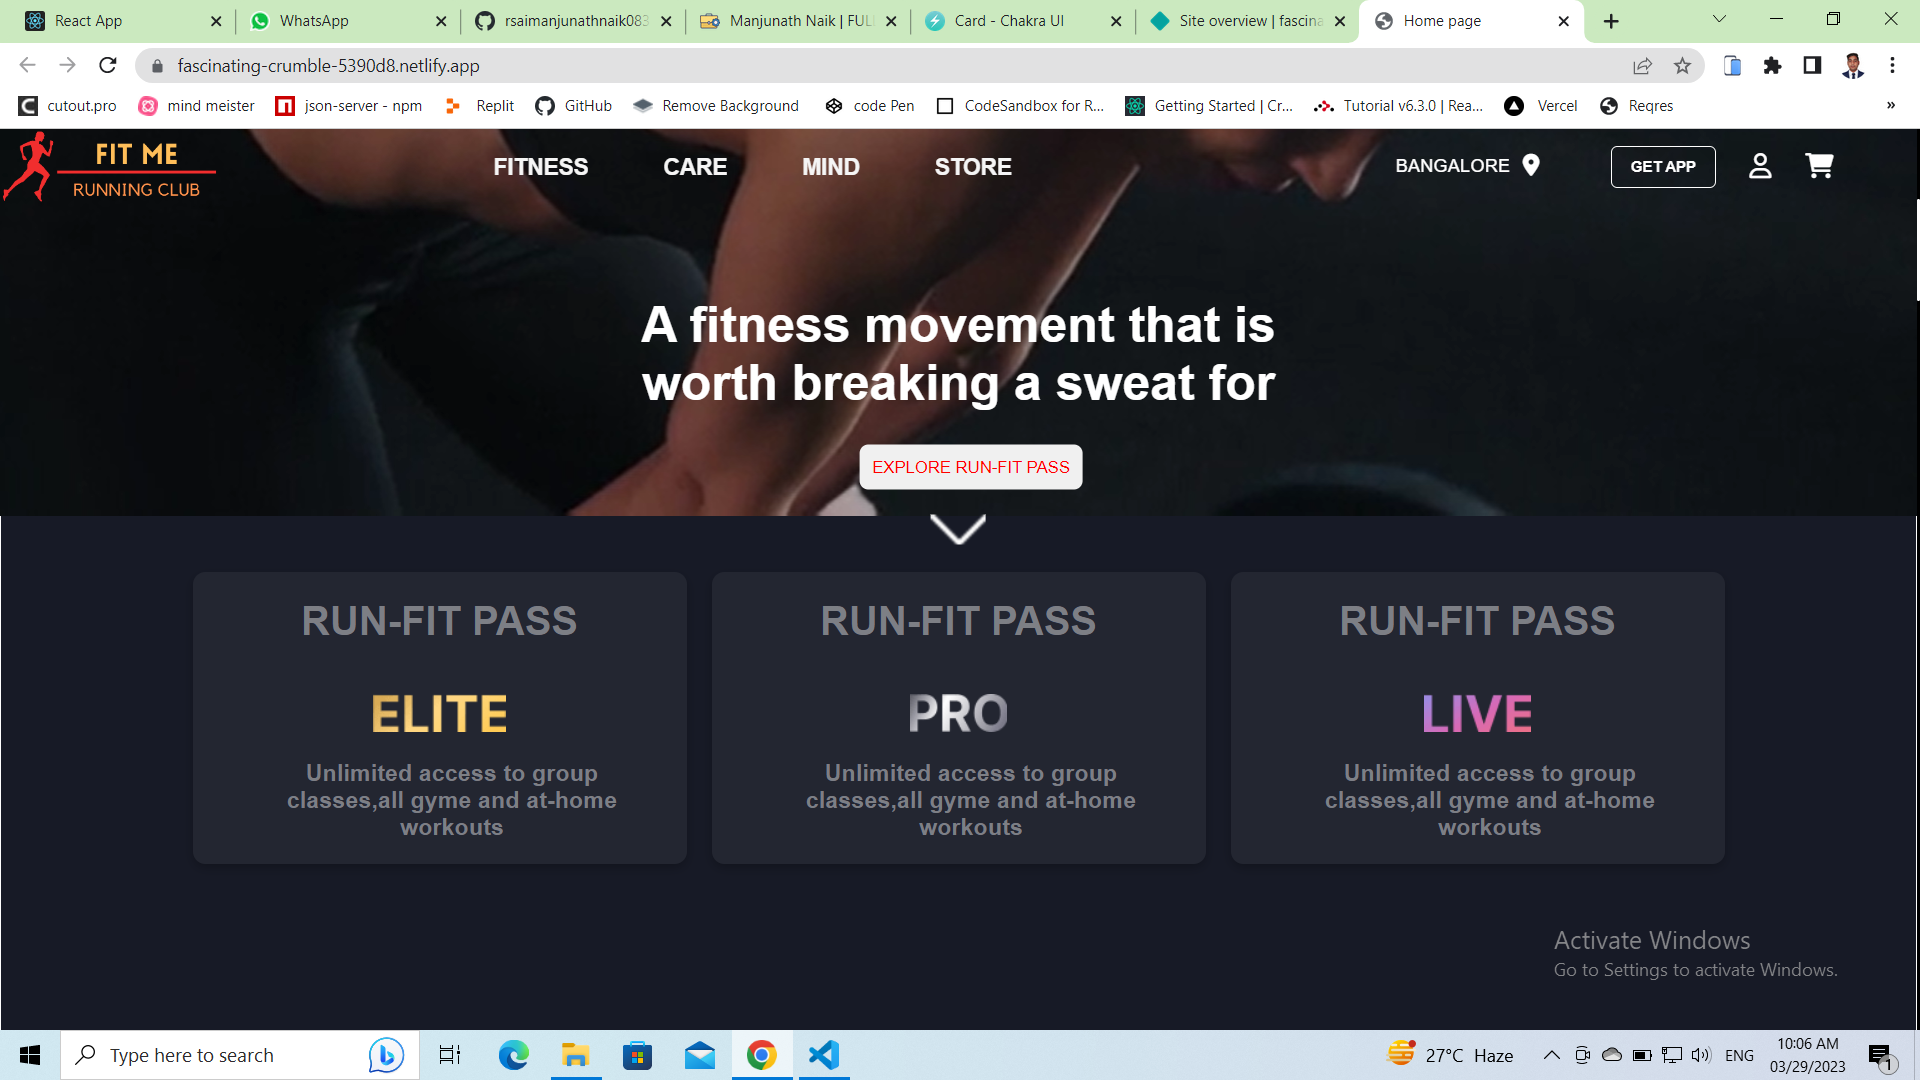 React App
WhatsApp
rsaimanjunathnaik083
Manjunath Naik | FULL
Card - Chakra UI
Site overview | fascina
Home page
fascinating-crumble-5390d8.netlify.app
cutout.pro
mind meister
json-server - npm
Replit
GitHub
Remove Background
code Pen
CodeSandbox for R...
Getting Started | Cr...
Tutorial v6.3.0 | Rea...
Vercel
Reqres
»
FIT ME
RUNNING CLUB
FITNESS
CARE
MIND
STORE
BANGALORE
GET APP
A fitness movement that is
worth breaking a sweat for
EXPLORE RUN-FIT PASS
RUN-FIT PASS
ELITE
Unlimited access to group
classes,all gyme and at-home
workouts
RUN-FIT PASS
PRO
Unlimited access to group
classes,all gyme and at-home
workouts
RUN-FIT PASS
LIVE
Unlimited access to group
classes,all gyme and at-home
workouts
Activate Windows
Go to Settings to activate Windows.
Type here to search
27°C Haze
ENG
10:06 AM
03/29/2023
1